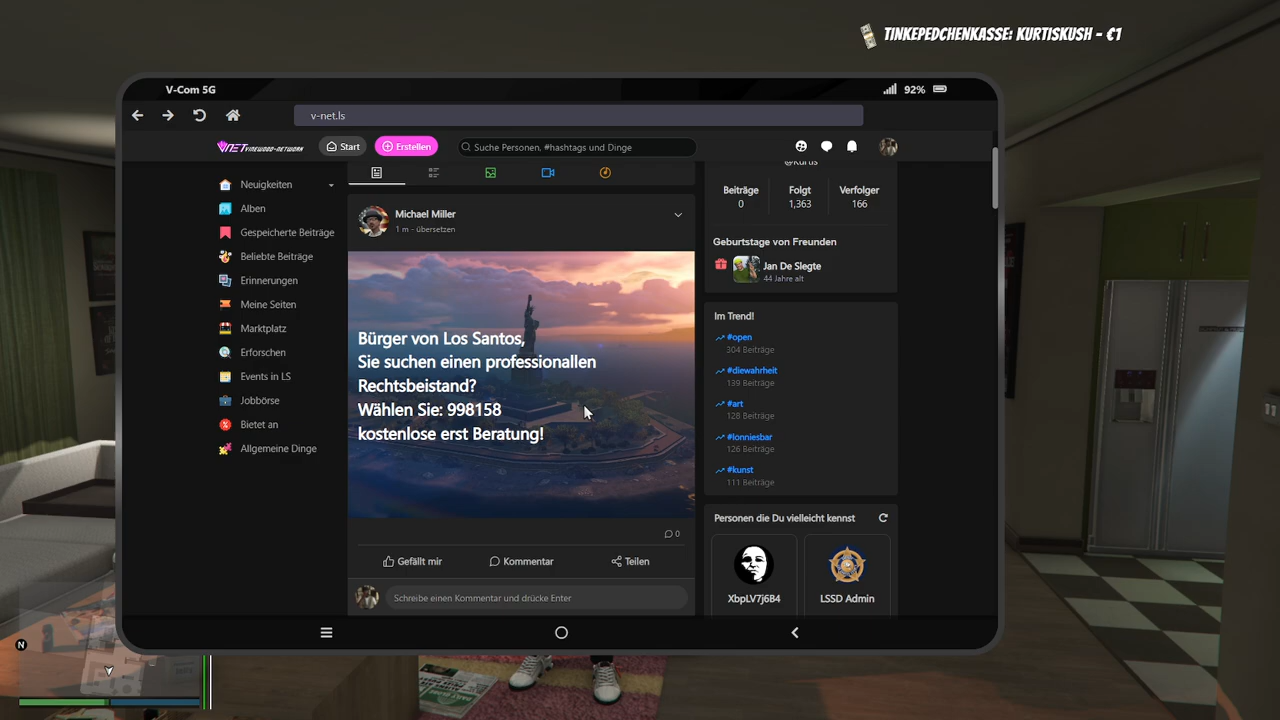 TINKEPEDCHENKASSE: KURTISKUSH - €1
V-Com 5G
92%
v-net.ls
VNET VINEWOOD-NETWORK
Start
Erstellen
Suche Personen, #hashtags und Dinge
Neuigkeiten
Alben
Gespeicherte Beiträge
Beliebte Beiträge
Erinnerungen
Meine Seiten
Marktplatz
Erforschen
Events in LS
Jobbörse
Bietet an
Allgemeine Dinge
Michael Miller
1 m - übersetzen
Bürger von Los Santos,
Sie suchen einen professionallen
Rechtsbeistand?
Wählen Sie: 998158
kostenlose erst Beratung!
0
Gefällt mir
Kommentar
Teilen
Schreibe einen Kommentar und drücke Enter
@Kurtis
Beiträge
0
Folgt
1,363
Verfolger
166
Geburtstage von Freunden
Jan De Slegte
44 Jahre alt
Im Trend!
#open
304 Beiträge
#diewahrheit
139 Beiträge
#art
128 Beiträge
#lonniesbar
126 Beiträge
#kunst
111 Beiträge
Personen die Du vielleicht kennst
XbpLV7j6B4
LSSD Admin
N